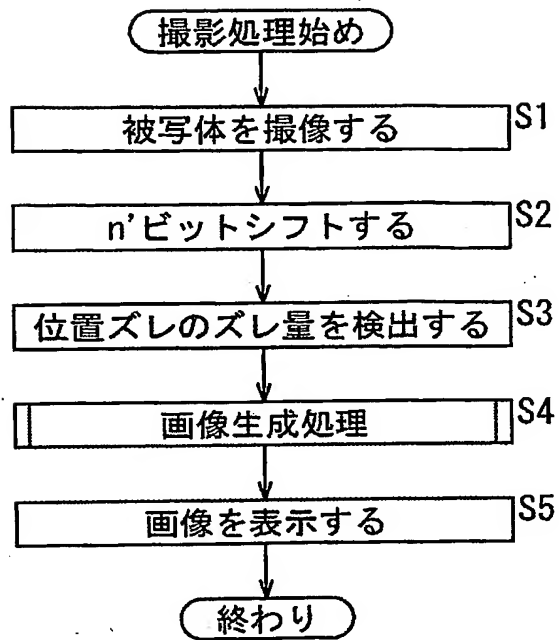 撮影処理始め
被写体を撮像する S1
n'ビットシフトする S2
位置ズレのズレ量を検出する S3
画像生成処理 S4
画像を表示する S5
終わり